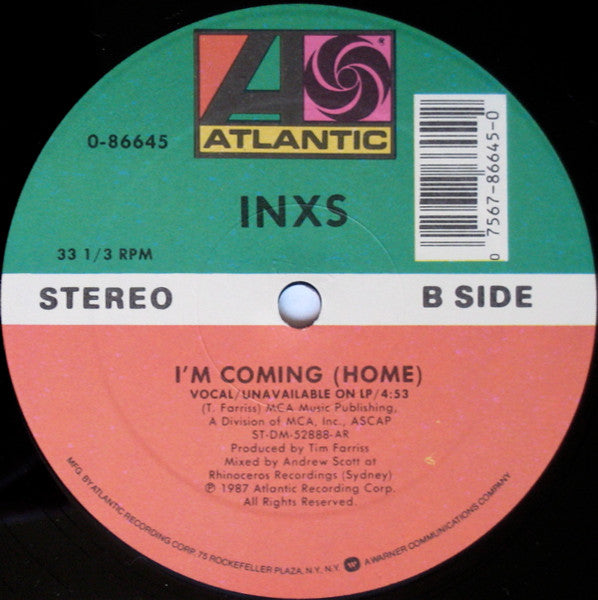 ATLANTIC
®
0-86645
0 7567-86645-0
INXS
33 1/3 RPM
STEREO
B SIDE
I'M COMING (HOME)
VOCAL/UNAVAILABLE ON LP/4:53
(T. Farriss) MCA Music Publishing,
A Division of MCA, Inc., ASCAP
ST-DM-52888-AR
Produced by Tim Farriss
Mixed by Andrew Scott at
Rhinoceros Recordings (Sydney)
℗ 1987 Atlantic Recording Corp.
All Rights Reserved.
MFG. BY ATLANTIC RECORDING CORP. 75 ROCKEFELLER PLAZA, N.Y. N.Y. A WARNER COMMUNICATIONS COMPANY